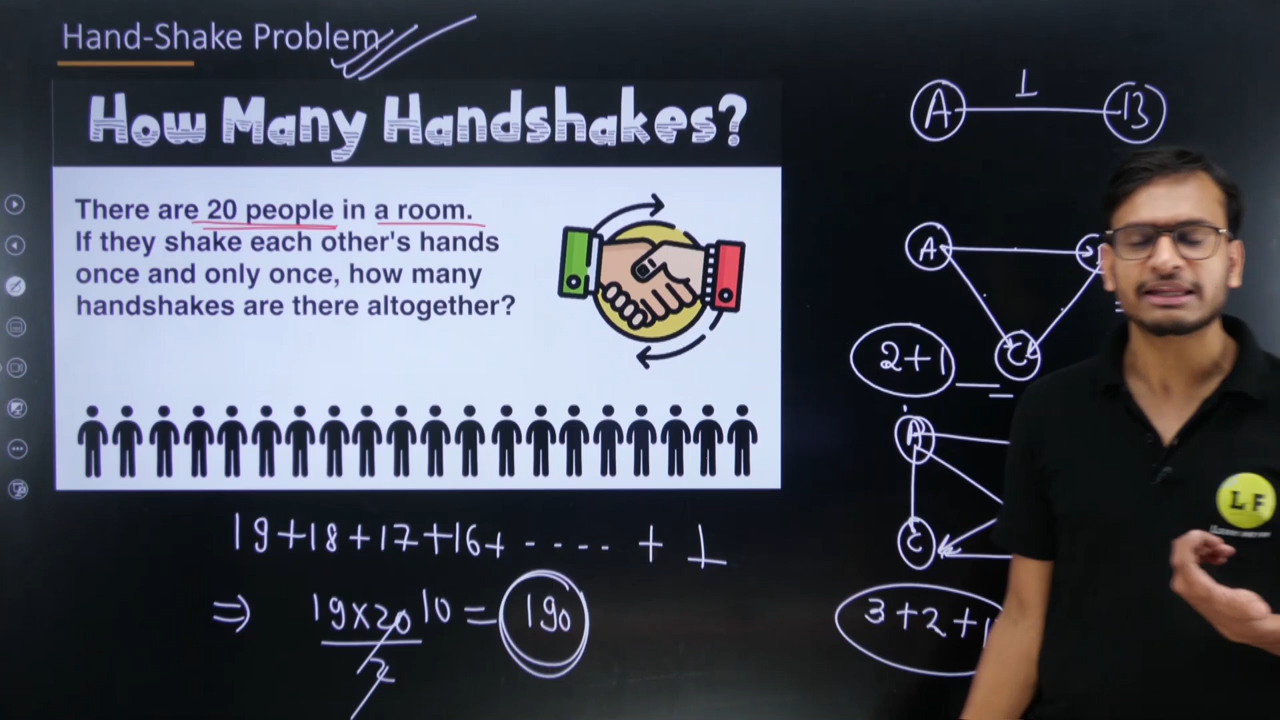 Hand-Shake Problem
How Many Handshakes?
There are 20 people in a room.
If they shake each other's hands
once and only once, how many
handshakes are there altogether?
19+18+17+16+ - - - - - + 1
⇒ 19×20/2 10 = 190
A 1 B
A
C
2+1
A
C
3+2+1
LF